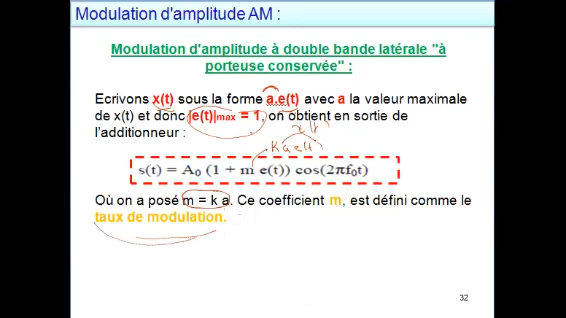 Modulation d'amplitude AM :
Modulation d'amplitude à double bande latérale "à
porteuse conservée" :
Ecrivons x(t) sous la forme a.e(t) avec a la valeur maximale
de x(t) et donc |e(t)|max = 1, on obtient en sortie de
l'additionneur :
x(t)
k a e(t)
s(t) = A₀ (1 + m e(t)) cos(2πf₀t)
Où on a posé m = k a. Ce coefficient m, est défini comme le
taux de modulation.
32